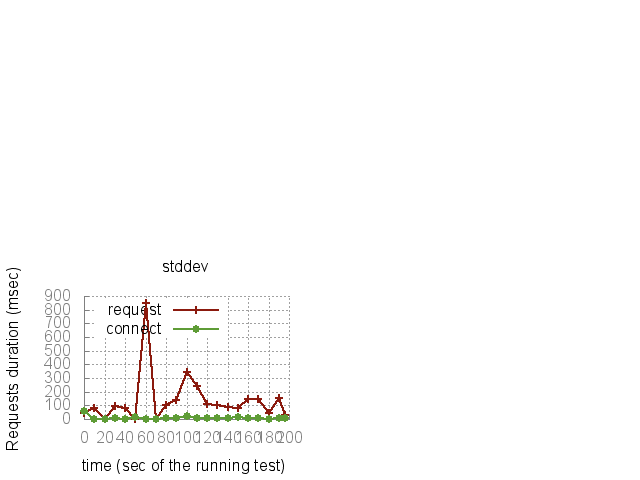 stddev
Requests duration (msec)
900
800
700
600
500
400
300
200
100
0
request
connect
0 20 40 60 80 100 120 140 160 180 200
time (sec of the running test)